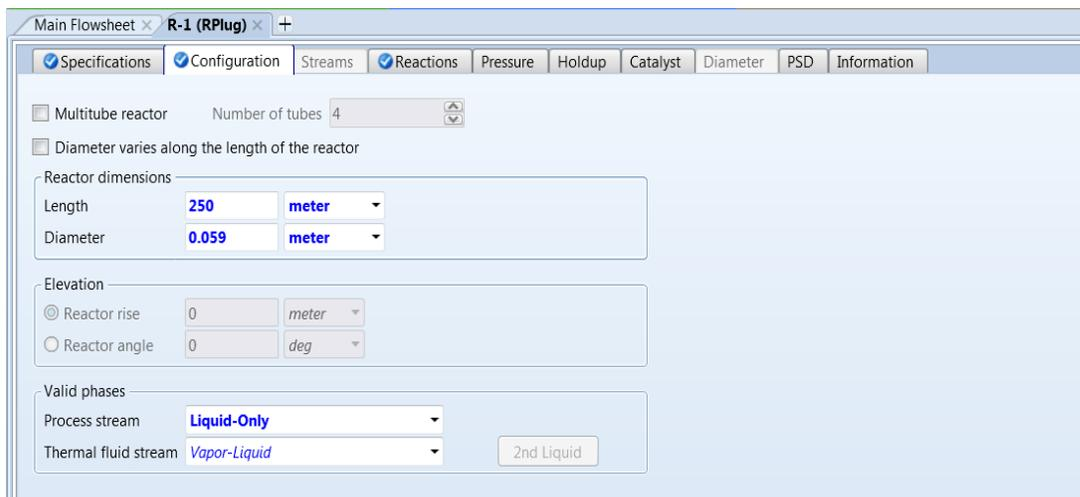 Main Flowsheet R-1 (RPlug) +
Specifications Configuration Streams Reactions Pressure Holdup Catalyst Diameter PSD Information
Multitube reactor Number of tubes 4
Diameter varies along the length of the reactor
Reactor dimensions
Length 250 meter
Diameter 0.059 meter
Elevation
Reactor rise 0 meter
Reactor angle 0 deg
Valid phases
Process stream Liquid-Only
Thermal fluid stream Vapor-Liquid 2nd Liquid